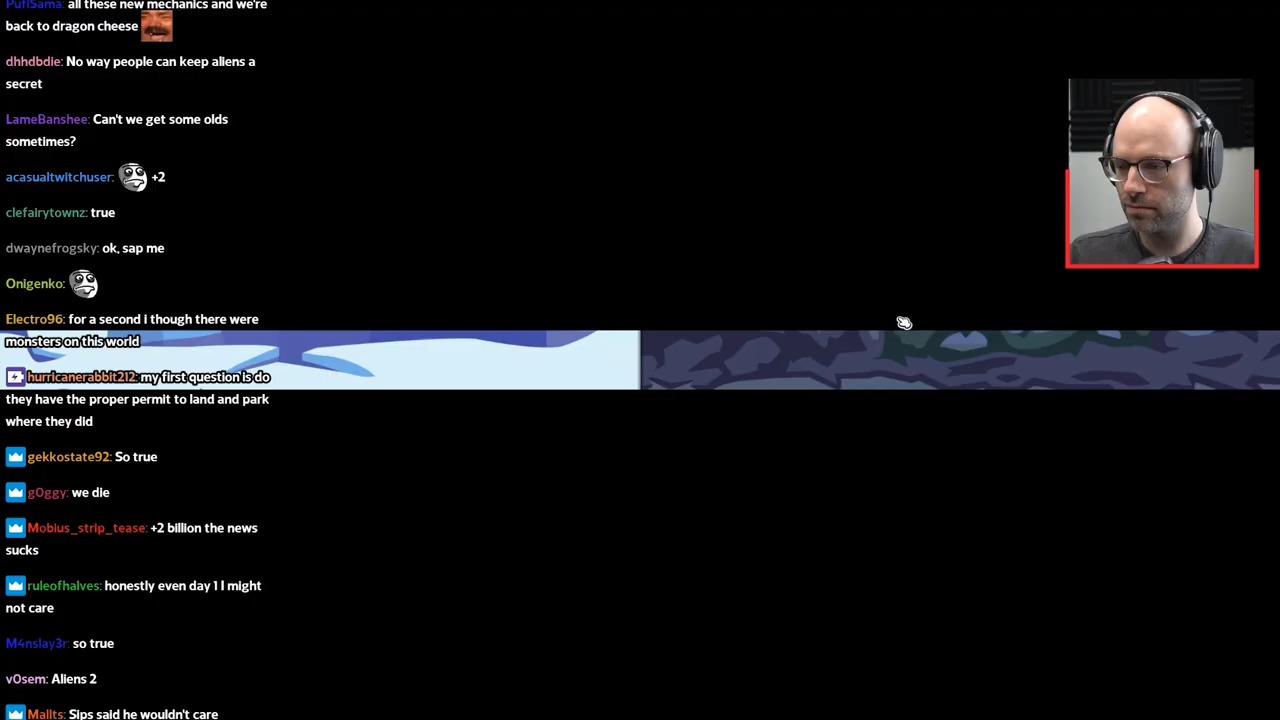 PuflSama: all these new mechanics and we're
back to dragon cheese
dhhdbdie: No way people can keep aliens a
secret
LameBanshee: Can't we get some olds
sometimes?
acasualtwitchuser: +2
clefairytownz: true
dwaynefrogsky: ok, sap me
Onigenko:
Electro96: for a second i though there were
monsters on this world
hurricanerabbit212: my first question is do
they have the proper permit to land and park
where they did
gekkostate92: So true
g0ggy: we die
Mobius_strip_tease: +2 billion the news
sucks
ruleofhalves: honestly even day 1 I might
not care
M4nslay3r: so true
v0sem: Aliens 2
Mallts: Sips said he wouldn't care